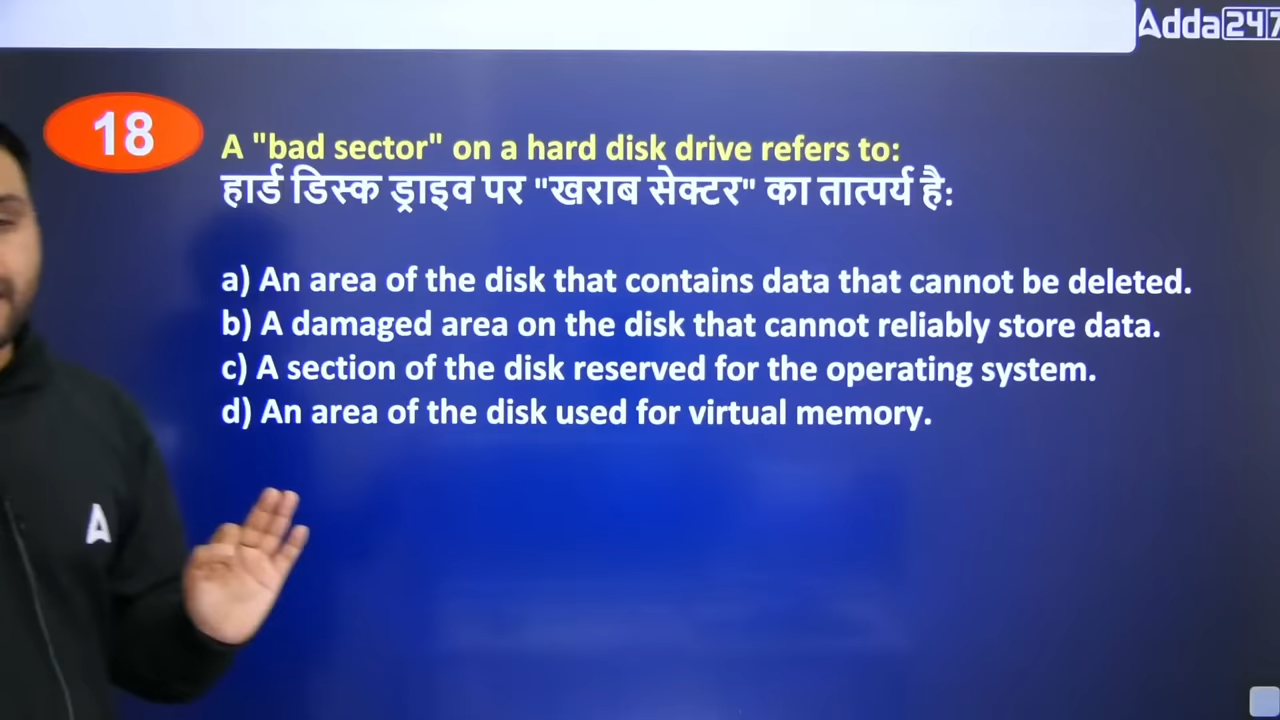 Adda247
18
A "bad sector" on a hard disk drive refers to:
हार्ड डिस्क ड्राइव पर "खराब सेक्टर" का तात्पर्य है:
a) An area of the disk that contains data that cannot be deleted.
b) A damaged area on the disk that cannot reliably store data.
c) A section of the disk reserved for the operating system.
d) An area of the disk used for virtual memory.
A